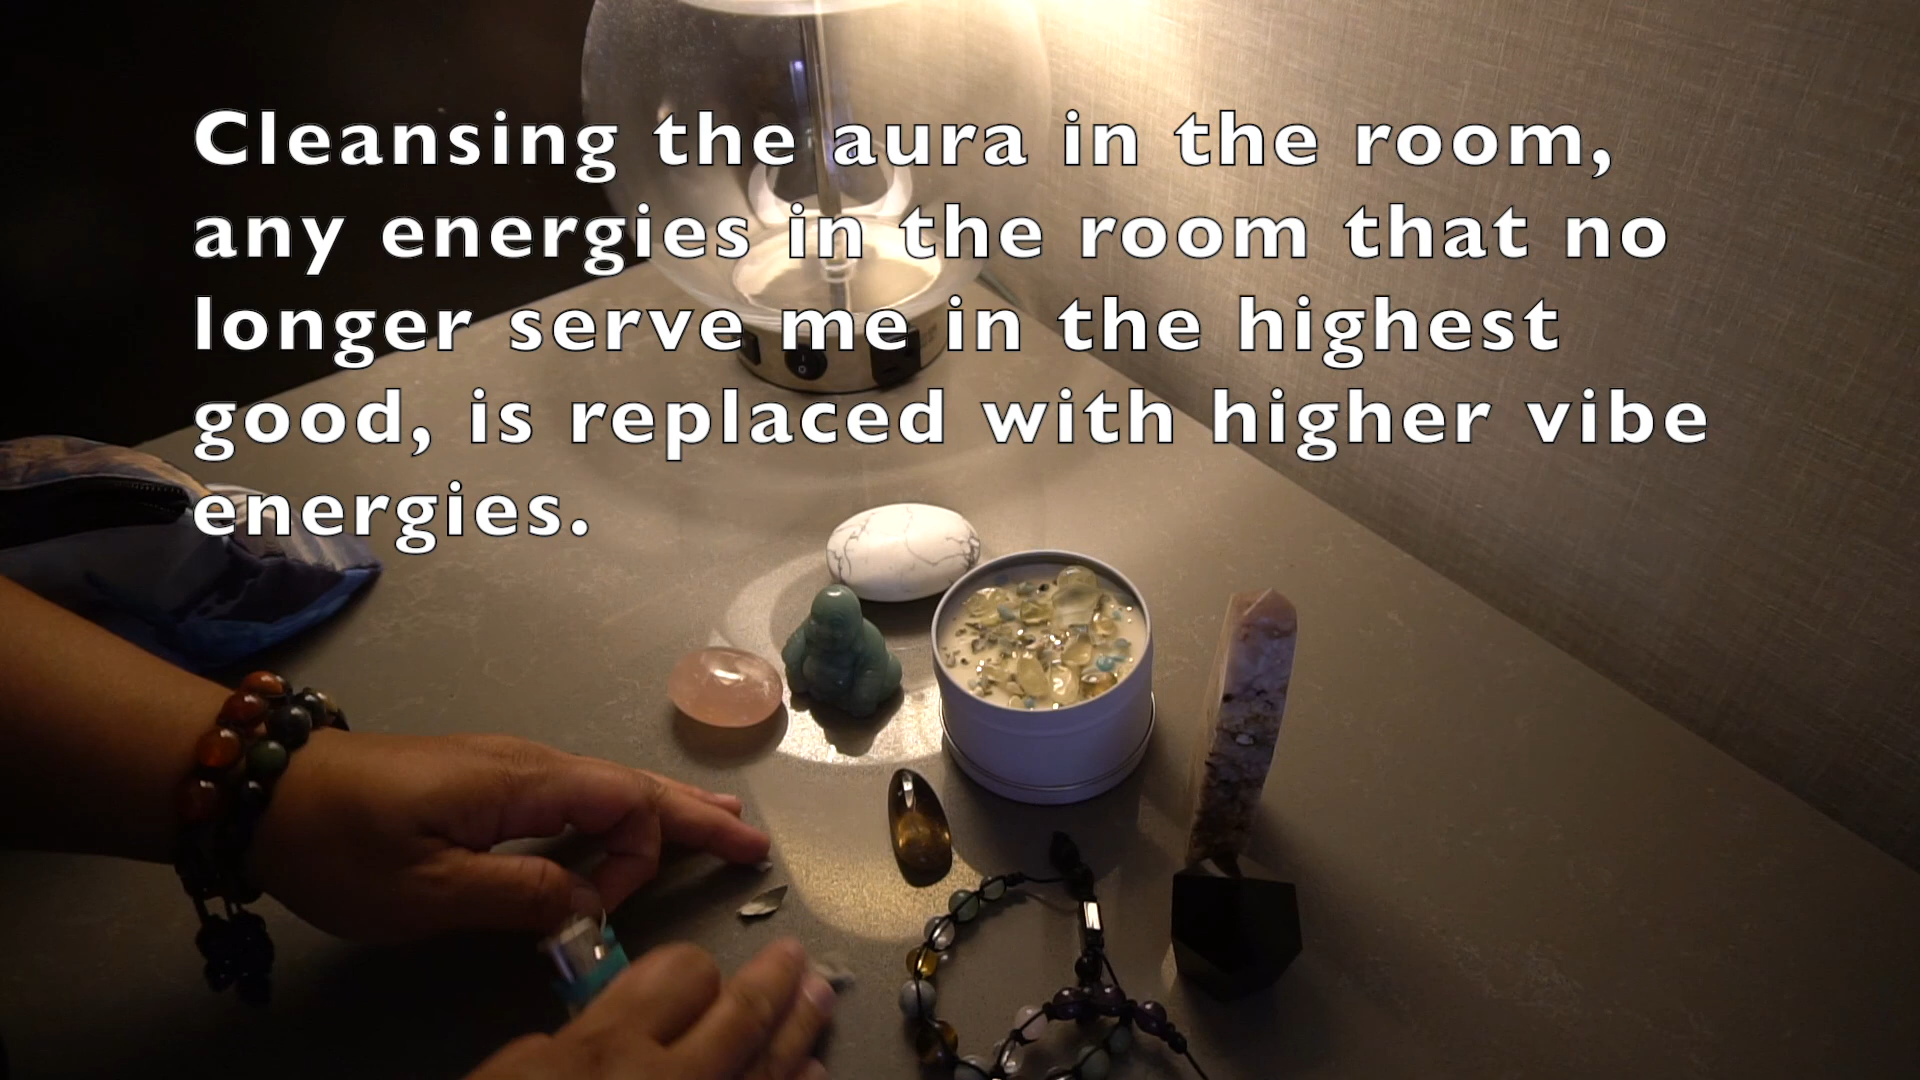 Cleansing the aura in the room,
any energies in the room that no
longer serve me in the highest
good, is replaced with higher vibe
energies.